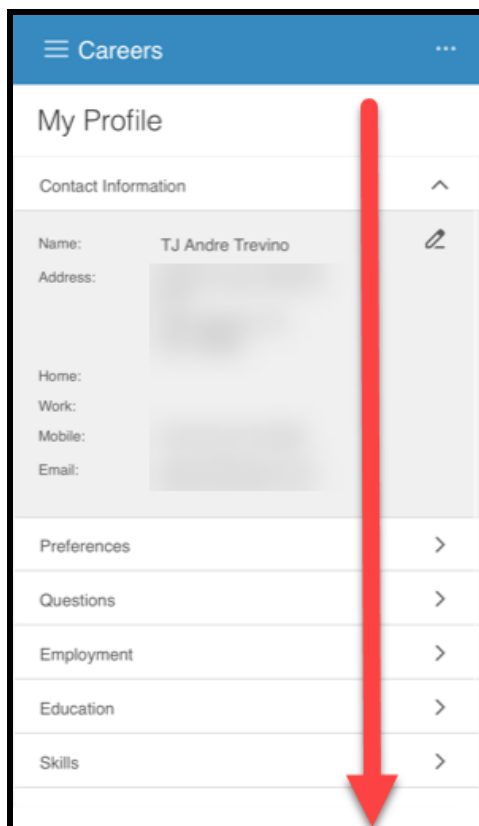 Careers
My Profile
Contact Information
Name: TJ Andre Trevino
Address:
Home:
Work:
Mobile:
Email:
Preferences
Questions
Employment
Education
Skills